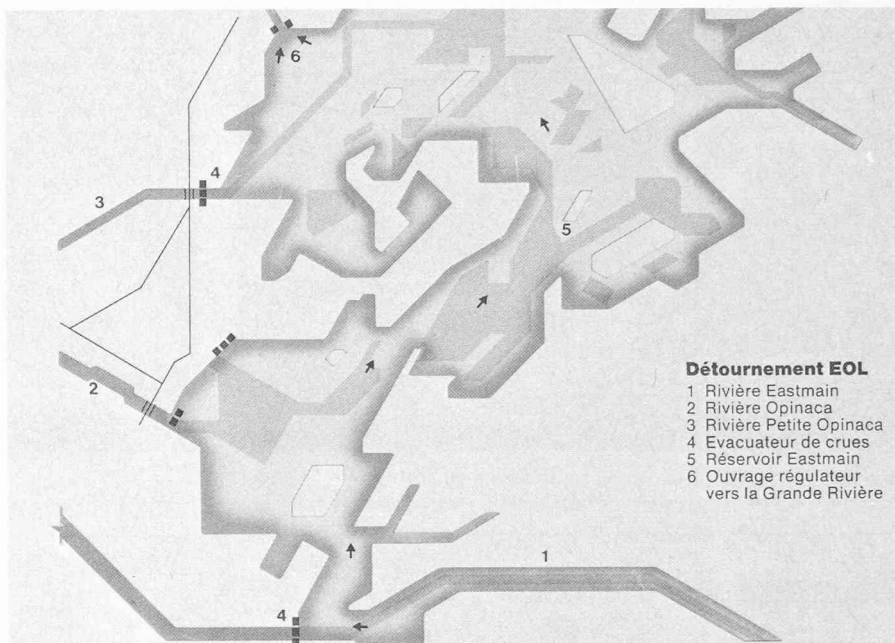 6
4
3
5
2
Détournement EOL
1 Rivière Eastmain
2 Rivière Opinaca
3 Rivière Petite Opinaca
4 Evacuateur de crues
5 Réservoir Eastmain
6 Ouvrage régulateur
vers la Grande Rivière
1
4